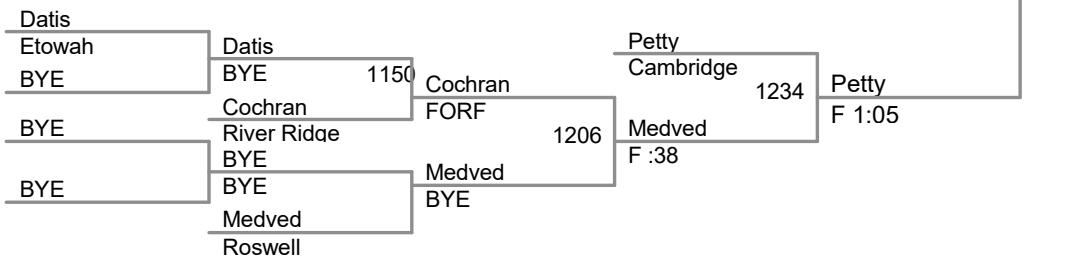 Datis
Etowah
BYE
BYE
BYE
Datis
BYE
1150
Cochran
River Ridge
BYE
BYE
Medved
Roswell
Cochran
FORF
1206
Medved
BYE
Petty
Cambridge
1234
Medved
F :38
Petty
F 1:05